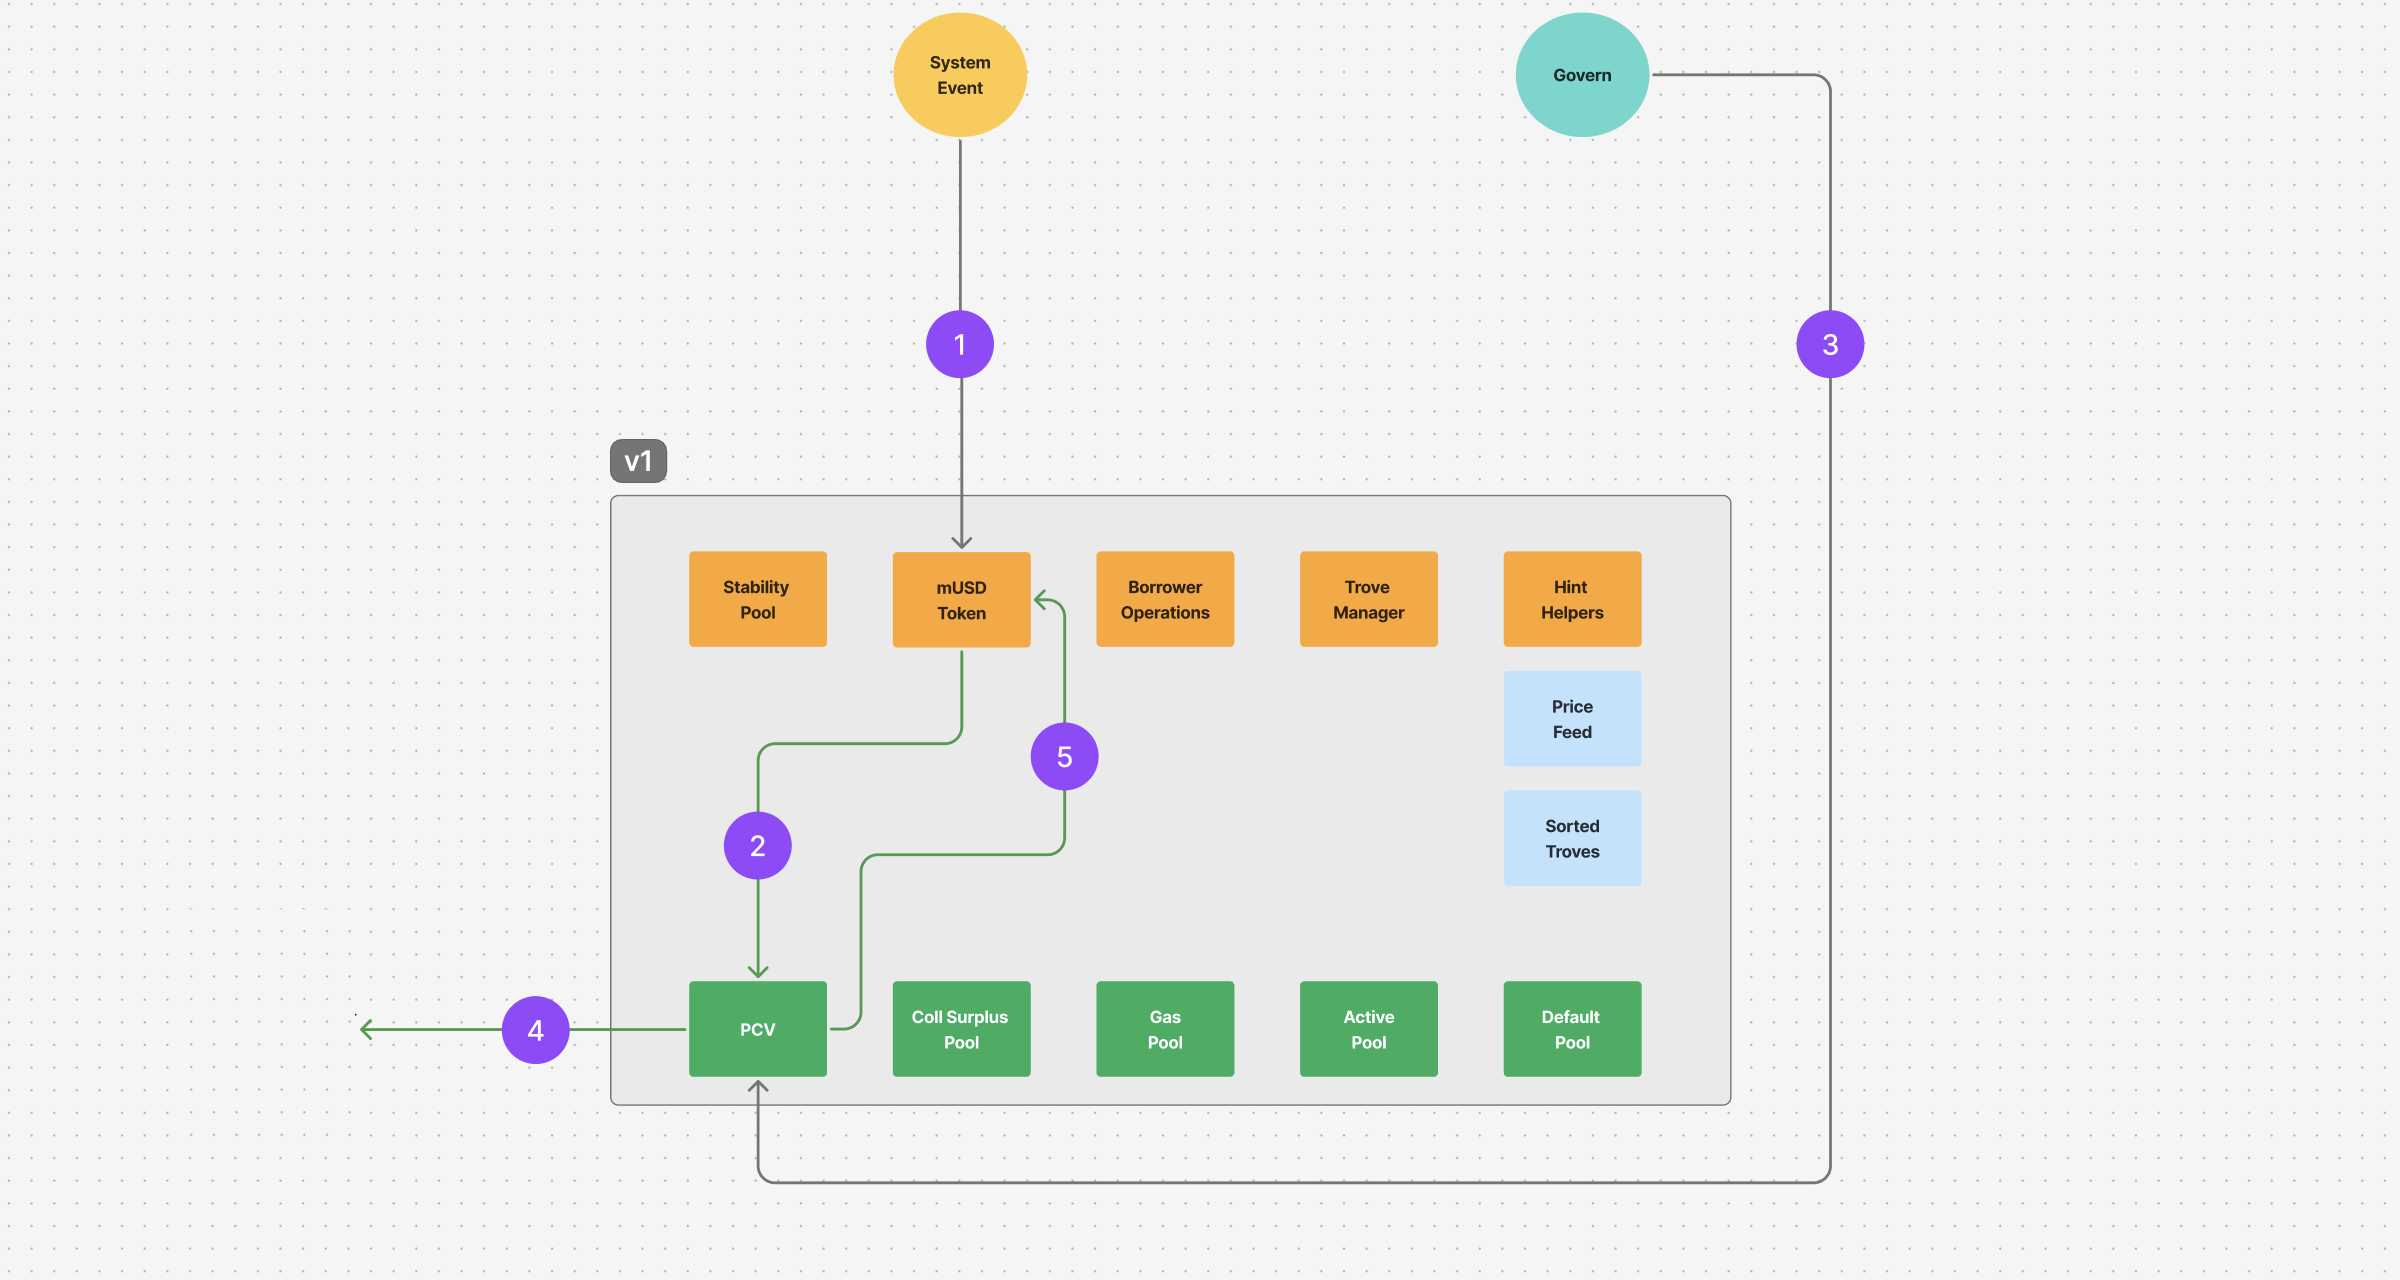 System
Event
Govern
1
3
v1
Stability
Pool
mUSD
Token
Borrower
Operations
Trove
Manager
Hint
Helpers
Price
Feed
5
Sorted
Troves
2
4
PCV
Coll Surplus
Pool
Gas
Pool
Active
Pool
Default
Pool